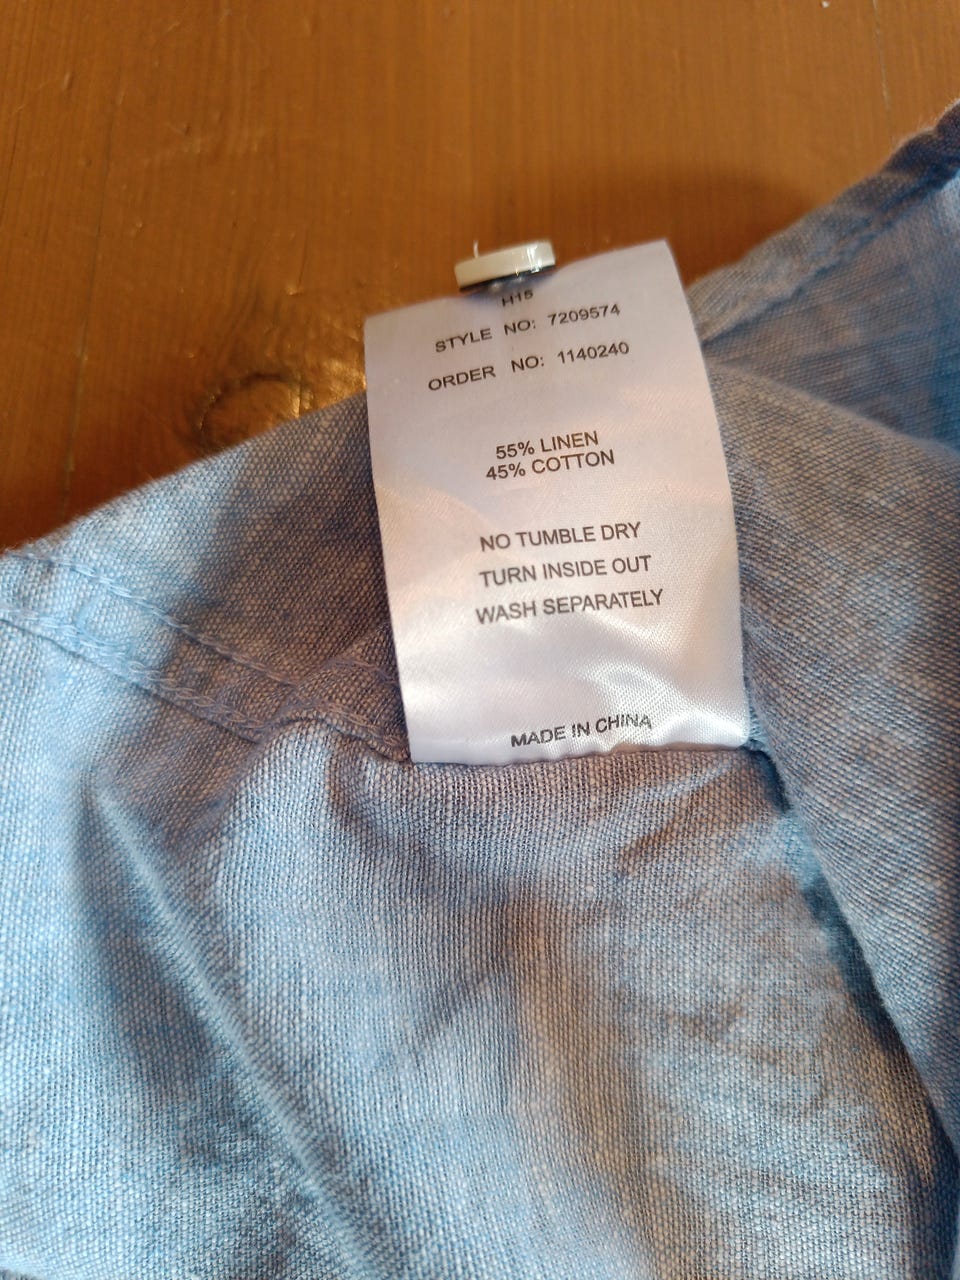 H15
STYLE NO: 7209574
ORDER NO: 1140240
55% LINEN
45% COTTON
NO TUMBLE DRY
TURN INSIDE OUT
WASH SEPARATELY
MADE IN CHINA